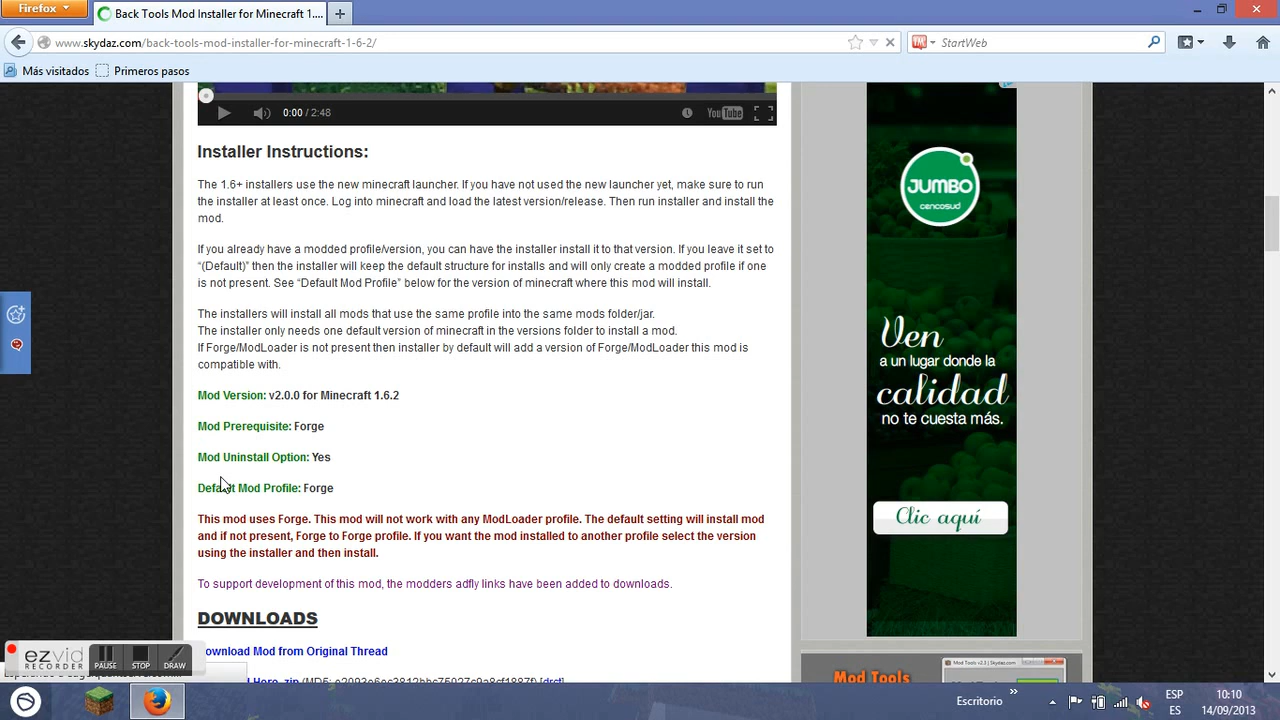 Firefox
Back Tools Mod Installer for Minecraft 1....
www.skydaz.com/back-tools-mod-installer-for-minecraft-1-6-2/
StartWeb
Más visitados
Primeros pasos
0:00 / 2:48
YouTube
Installer Instructions:
The 1.6+ installers use the new minecraft launcher. If you have not used the new launcher yet, make sure to run
the installer at least once. Log into minecraft and load the latest version/release. Then run installer and install the
mod.
If you already have a modded profile/version, you can have the installer install it to that version. If you leave it set to
“(Default)” then the installer will keep the default structure for installs and will only create a modded profile if one
is not present. See “Default Mod Profile” below for the version of minecraft where this mod will install.
The installers will install all mods that use the same profile into the same mods folder/jar.
The installer only needs one default version of minecraft in the versions folder to install a mod.
If Forge/ModLoader is not present then installer by default will add a version of Forge/ModLoader this mod is
compatible with.
Mod Version: v2.0.0 for Minecraft 1.6.2
Mod Prerequisite: Forge
Mod Uninstall Option: Yes
Default Mod Profile: Forge
This mod uses Forge. This mod will not work with any ModLoader profile. The default setting will install mod
and if not present, Forge to Forge profile. If you want the mod installed to another profile select the version
using the installer and then install.
To support development of this mod, the modders adfly links have been added to downloads.
DOWNLOADS
ownload Mod from Original Thread
JUMBO
cencosud
Ven
a un lugar donde la
calidad
no te cuesta más.
Clic aquí
Mod Tools
Mod Tools v2.1 | Skydaz.com
ezvid
RECORDER
PAUSE
STOP
DRAW
Escritorio
ESP
ES
10:10
14/09/2013